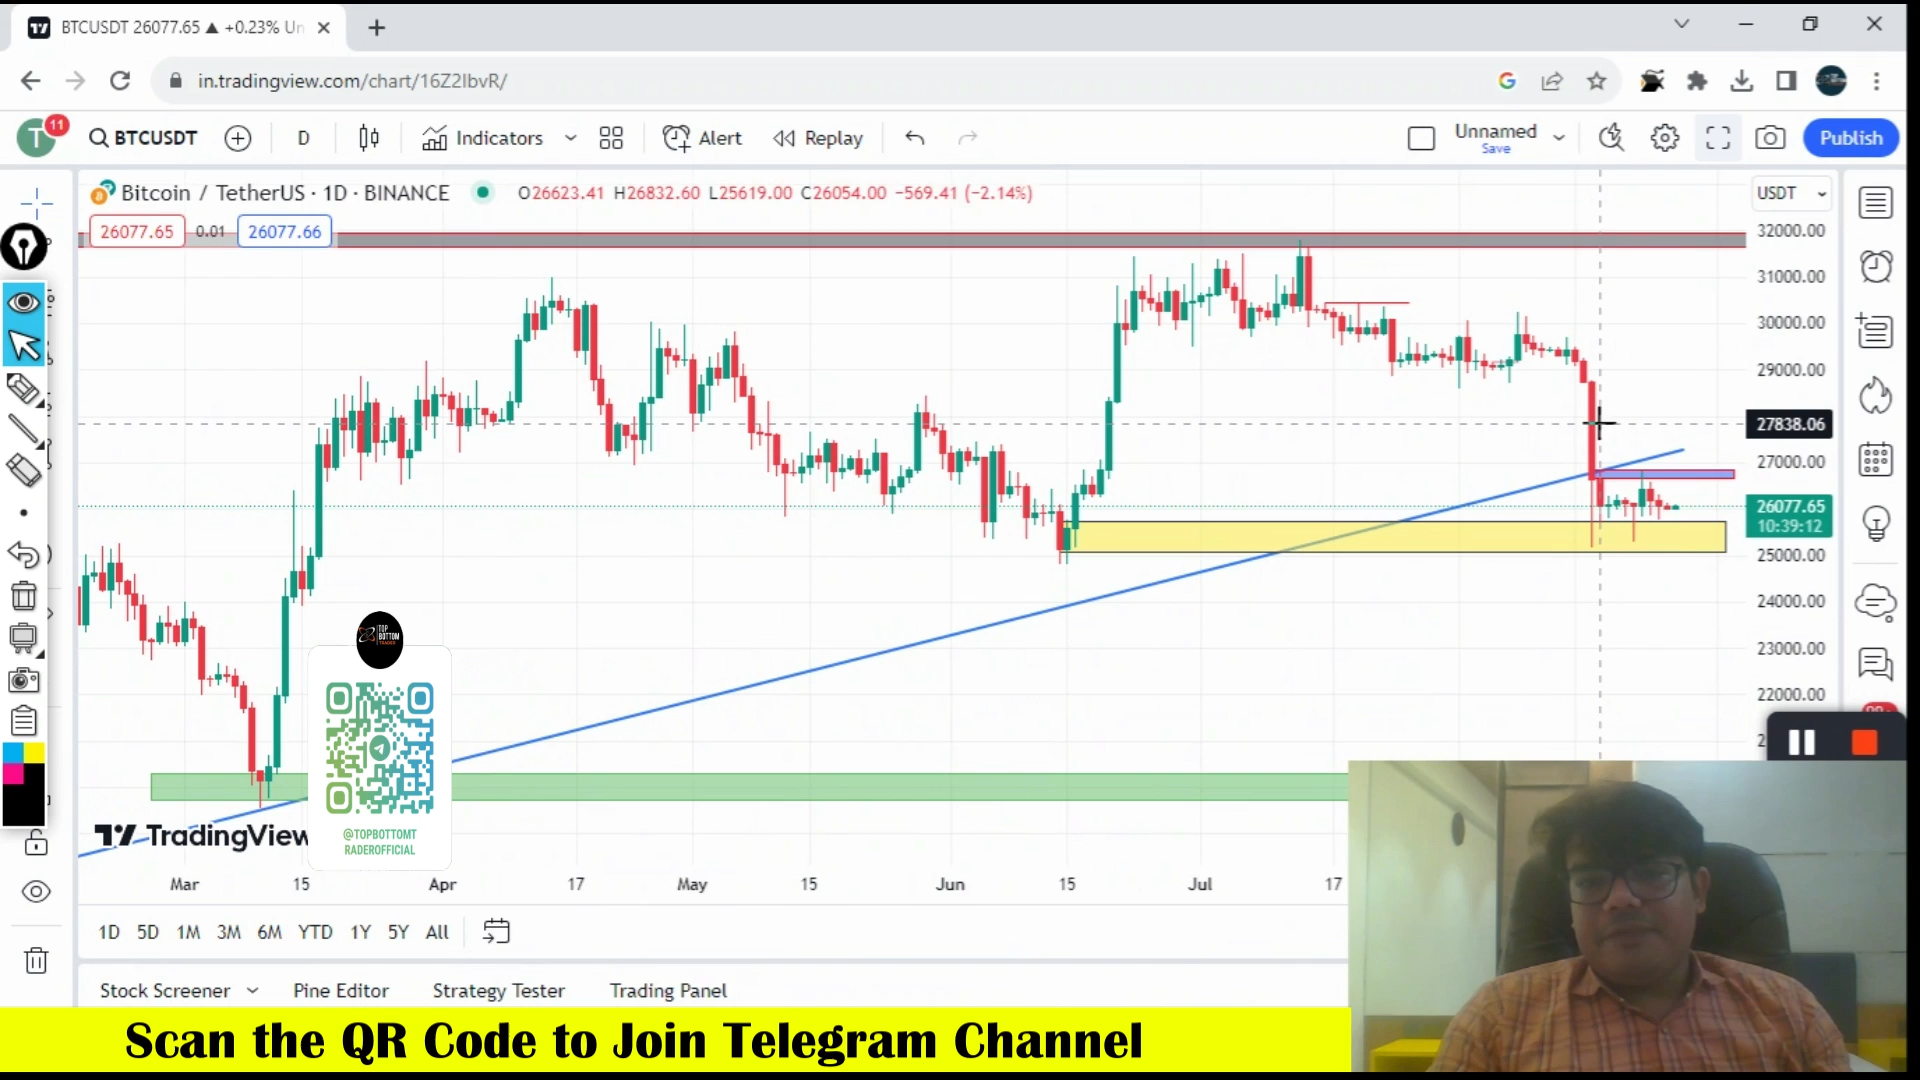 BTCUSDT 26077.65 ▲ +0.23% Un
in.tradingview.com/chart/16Z2IbvR/
T 11 BTCUSDT D Indicators Alert Replay Unnamed Save Publish
Bitcoin / TetherUS · 1D · BINANCE O26623.41 H26832.60 L25619.00 C26054.00 −569.41 (−2.14%)
USDT
26077.65 0.01 26077.66
32000.00
31000.00
30000.00
29000.00
27838.06
27000.00
26077.65
10:39:12
25000.00
24000.00
23000.00
22000.00
TOP
BOTTOM
@TOPBOTTOMT
RADEROFFICIAL
TradingView
Mar 15 Apr 17 May 15 Jun 15 Jul 17
1D 5D 1M 3M 6M YTD 1Y 5Y All
Stock Screener Pine Editor Strategy Tester Trading Panel
Scan the QR Code to Join Telegram Channel